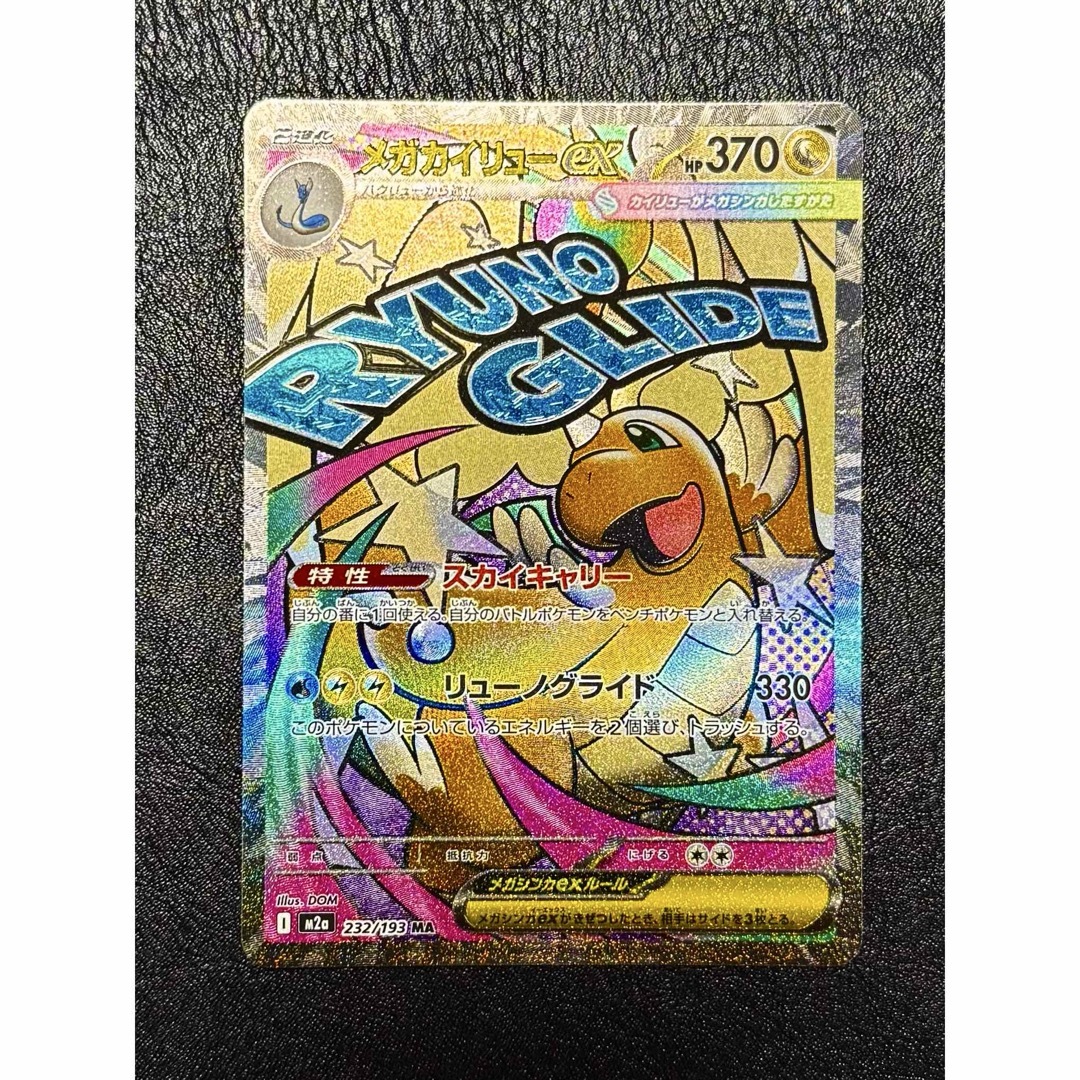 2進化
メガカイリューex HP370
ハクリューから進化
カイリューがメガシンカしたすがた
RYUNO
GLIDE
特性 スカイキャリー
自分の番に1回使える。自分のバトルポケモンをベンチポケモンと入れ替える。
リューノグライド 330
このポケモンについているエネルギーを2個選び、トラッシュする。
弱点 抵抗力 にげる
メガシンカexルール
メガシンカexがきぜつしたとき、相手はサイドを3枚とる。
Illus. DOM
I M2a 232/193 MA